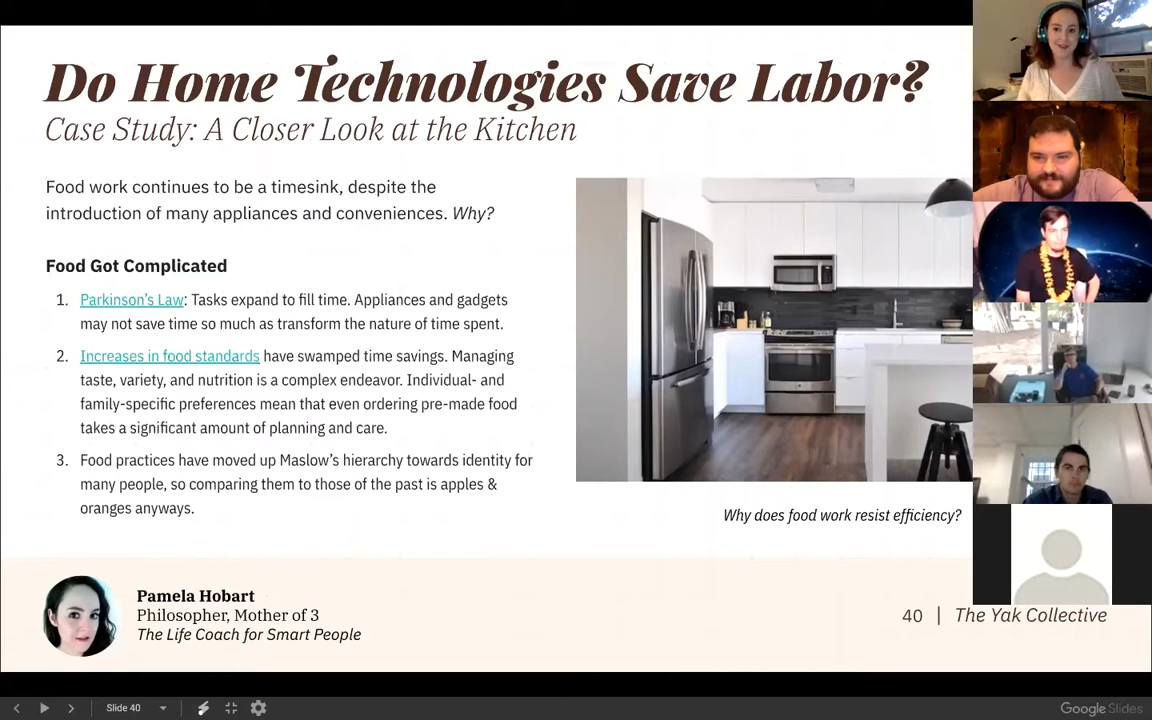 Do Home Technologies Save Labor?
Case Study: A Closer Look at the Kitchen
Food work continues to be a timesink, despite the
introduction of many appliances and conveniences. Why?
Food Got Complicated
1. Parkinson's Law: Tasks expand to fill time. Appliances and gadgets
may not save time so much as transform the nature of time spent.
2. Increases in food standards have swamped time savings. Managing
taste, variety, and nutrition is a complex endeavor. Individual- and
family-specific preferences mean that even ordering pre-made food
takes a significant amount of planning and care.
3. Food practices have moved up Maslow's hierarchy towards identity for
many people, so comparing them to those of the past is apples &
oranges anyways.
Why does food work resist efficiency?
Pamela Hobart
Philosopher, Mother of 3
The Life Coach for Smart People
40 | The Yak Collective
Slide 40
Google Slides